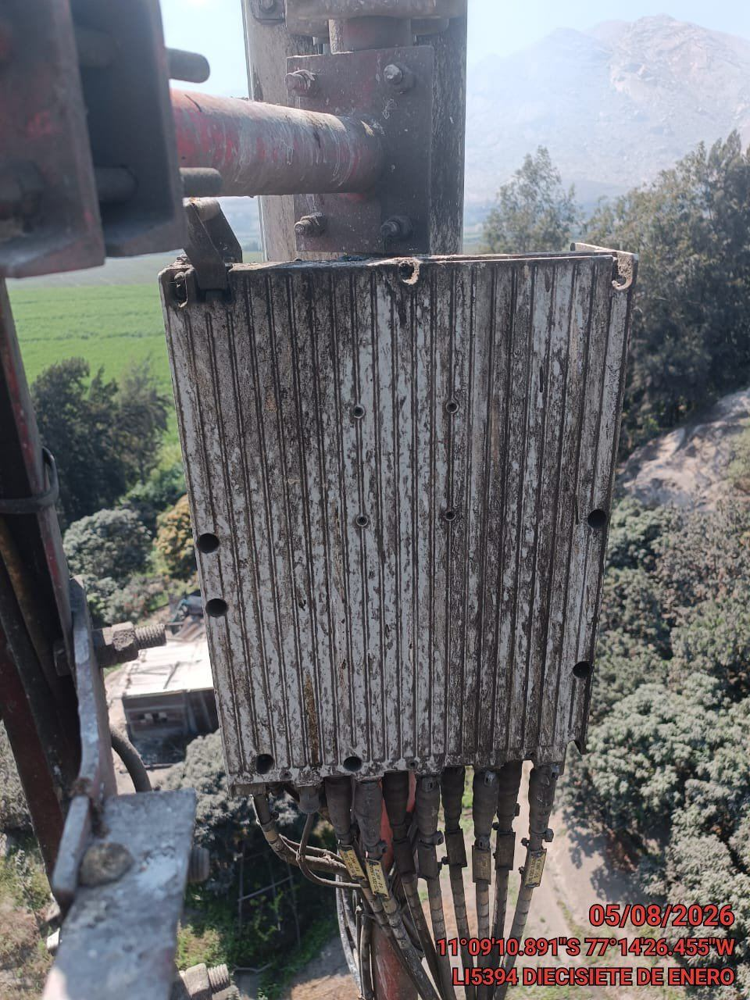 05/08/2026
11°09'10.891"S 77°14'26.455"W
LI5394 DIECISIETE DE ENERO